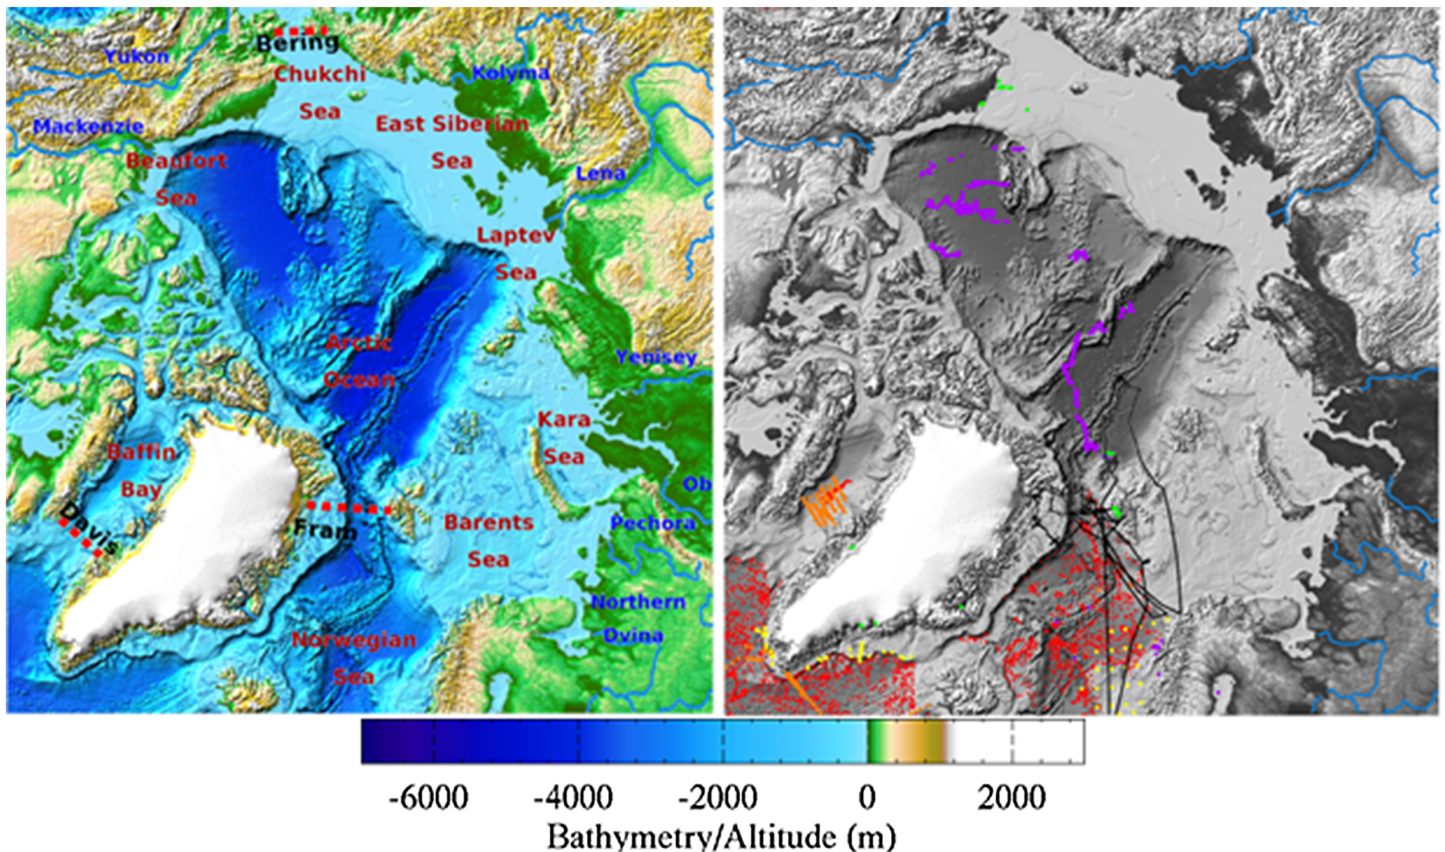 Bering
Yukon
Chukchi
Sea
Kolyma
Mackenzie
East Siberian
Sea
Beaufort
Sea
Lena
Laptev
Sea
Arctic
Ocean
Yenisey
Kara
Sea
Baffin
Bay
Ob
Davis
Fram
Barents
Sea
Pechora
Northern
Dvina
Norwegian
Sea
-6000 -4000 -2000 0 2000
Bathymetry/Altitude (m)